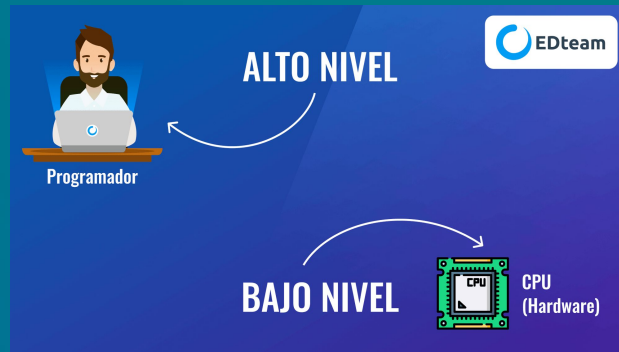 EDteam
ALTO NIVEL
Programador
BAJO NIVEL
CPU
CPU
(Hardware)